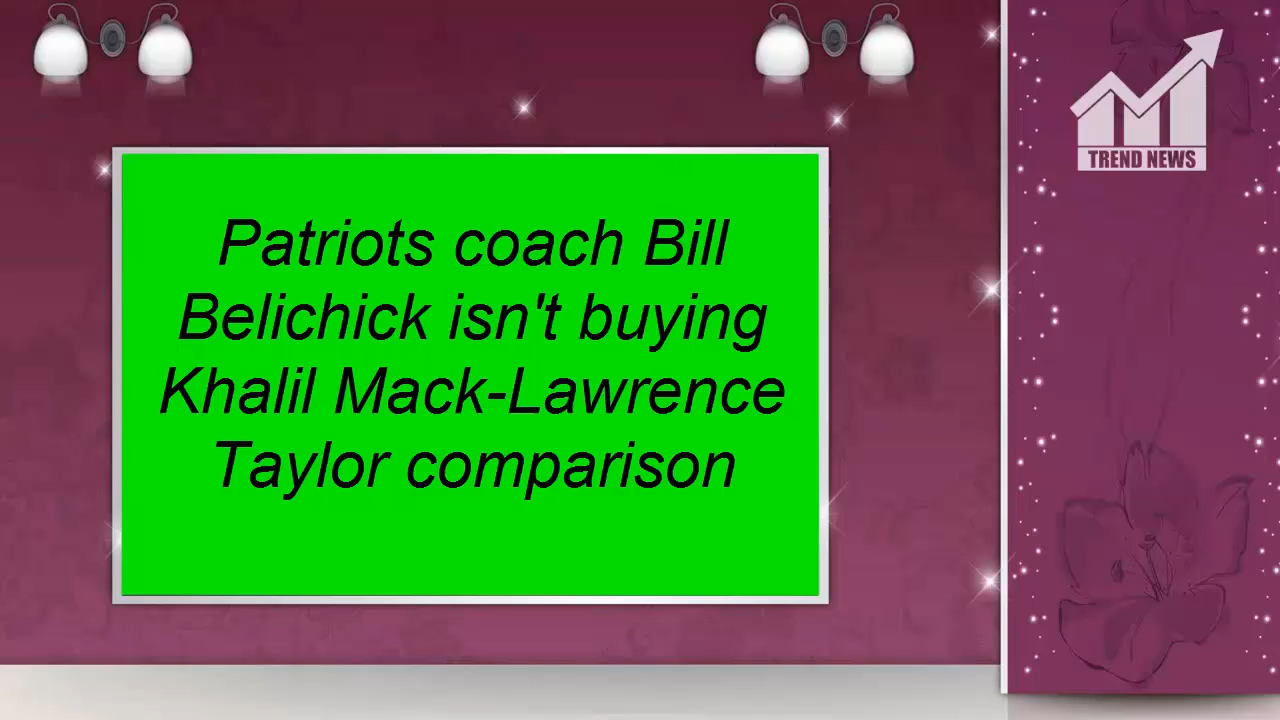 TREND NEWS
Patriots coach Bill
Belichick isn't buying
Khalil Mack-Lawrence
Taylor comparison